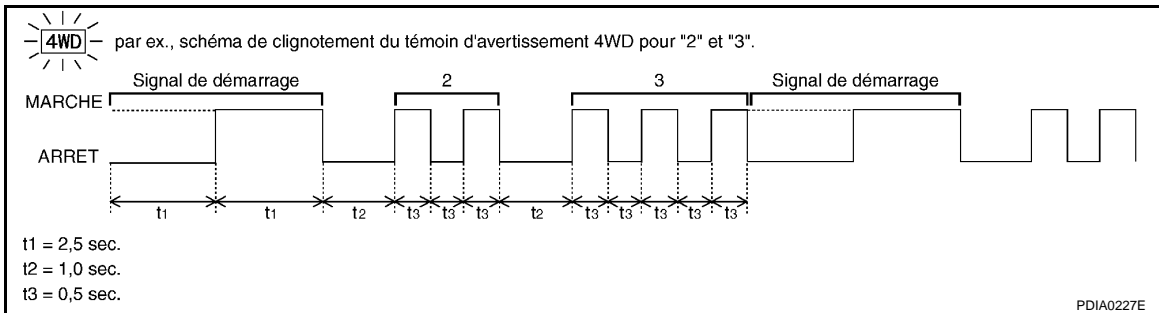 4WD par ex., schéma de clignotement du témoin d'avertissement 4WD pour "2" et "3".
Signal de démarrage 2 3 Signal de démarrage
MARCHE
ARRET
t1 t1 t2 t3 t3 t3 t2 t3 t3 t3 t3 t3
t1 = 2,5 sec.
t2 = 1,0 sec.
t3 = 0,5 sec.
PDIA0227E